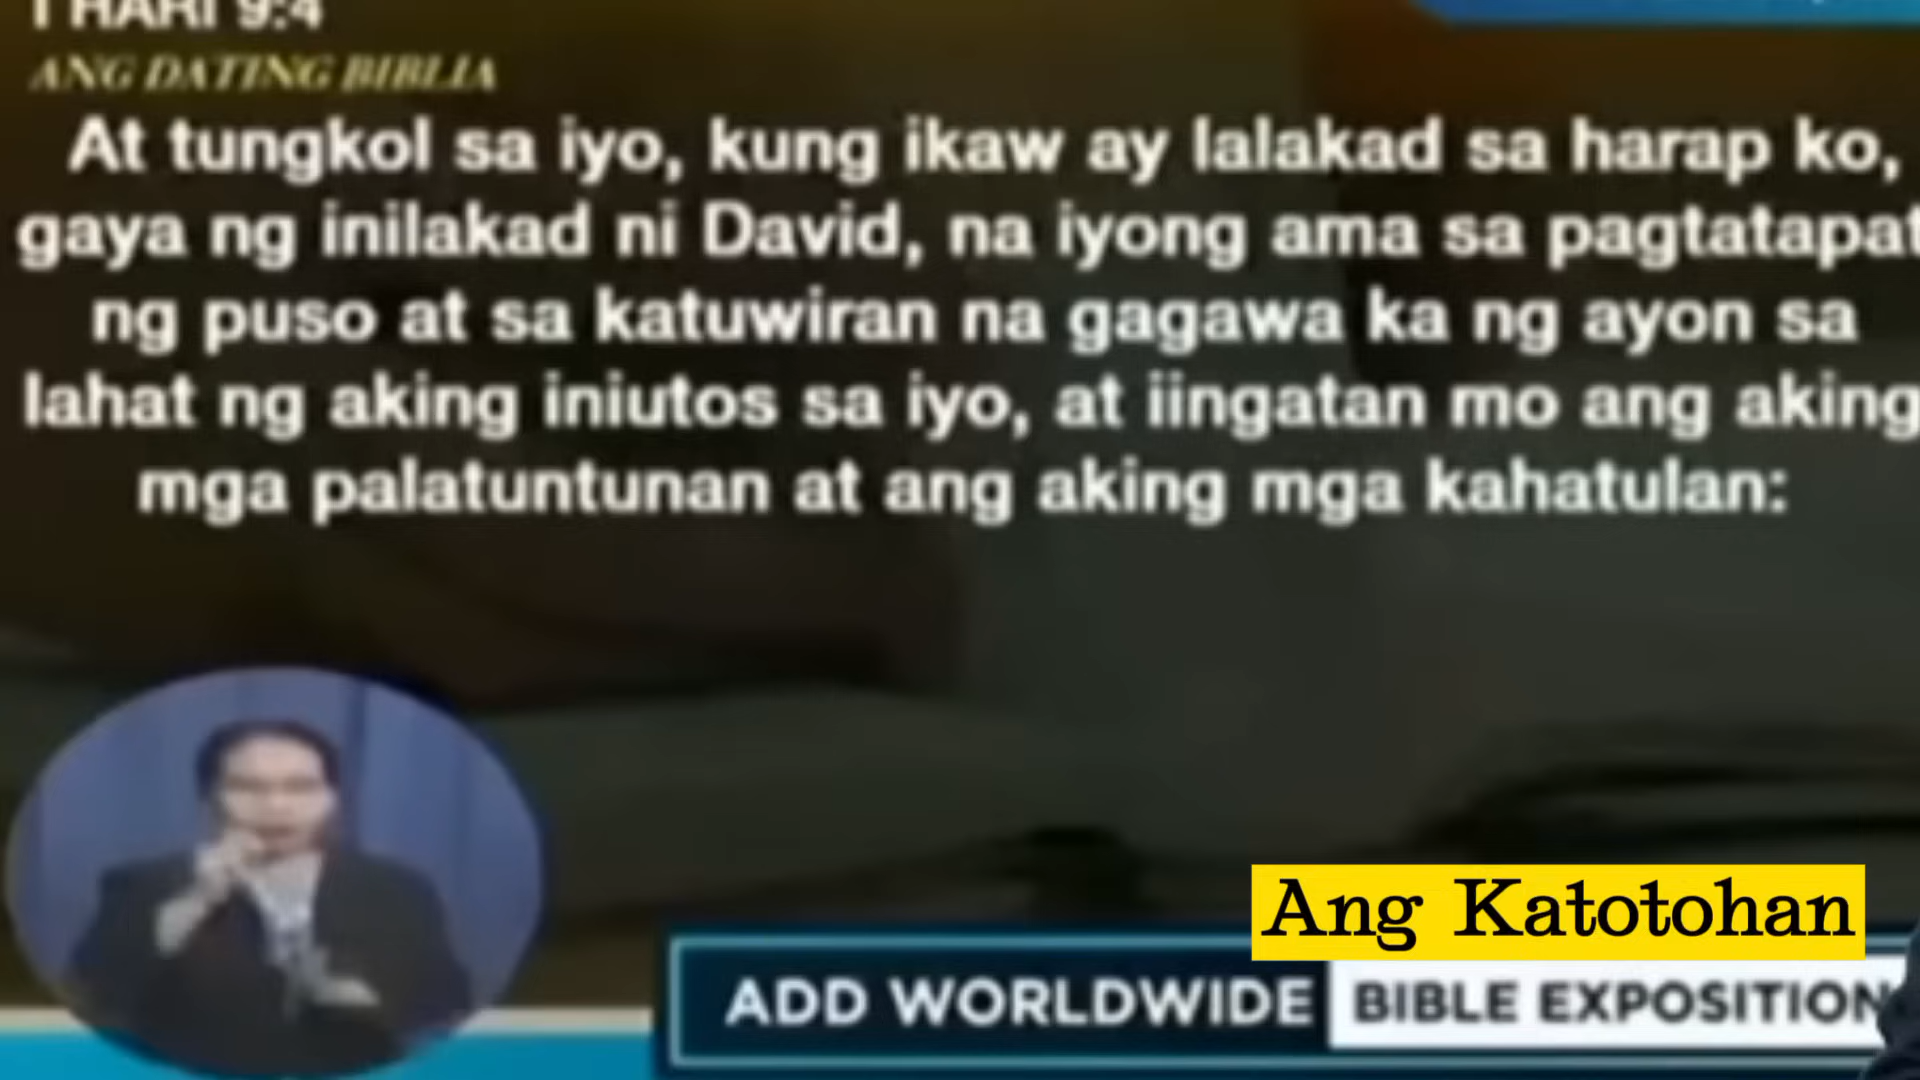 I HARI 9:4
ANG DATING BIBLIA
At tungkol sa iyo, kung ikaw ay lalakad sa harap ko,
gaya ng inilakad ni David, na iyong ama sa pagtatapat
ng puso at sa katuwiran na gagawa ka ng ayon sa
lahat ng aking iniutos sa iyo, at iingatan mo ang aking
mga palatuntunan at ang aking mga kahatulan:
Ang Katotohan
ADD WORLDWIDE BIBLE EXPOSITION